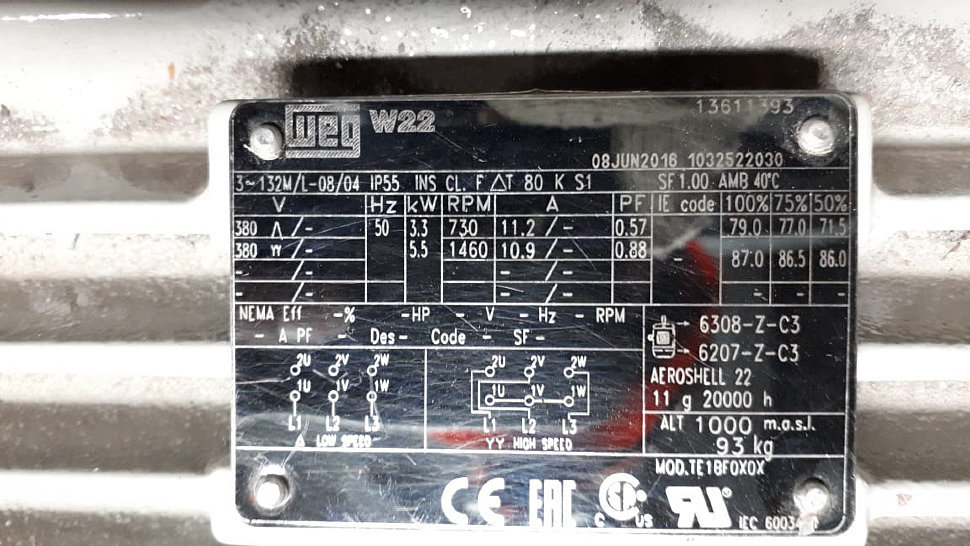 WEG W22 13611393
08JUN2016 1032522030
3~132M/L-08/04 IP55 INS CL. F △T 80 K S1 SF1.00 AMB 40°C
V Hz kW RPM A PF IE code 100% 75% 50%
380 Λ /- 50 3.3 730 11.2 /- 0.57 79.0 77.0 71.5
380 YY /- 5.5 1460 10.9 /- 0.88 - 87.0 86.5 86.0
- /- - /- - - -
- /- - /- - - -
NEMA Eff -% -HP - V - Hz - RPM
- A PF - Des- Code - SF-
6308-Z-C3
6207-Z-C3
AEROSHELL 22
11 g 20000 h
2U 2V 2W
1U 1V 1W
L1 L2 L3
△ LOW SPEED
2U 2V 2W
1U 1V 1W
L1 L2 L3
YY HIGH SPEED
ALT 1000 m.a.s.l.
93 kg
MOD.TE1BF0X0X
CE EAC C US
IEC